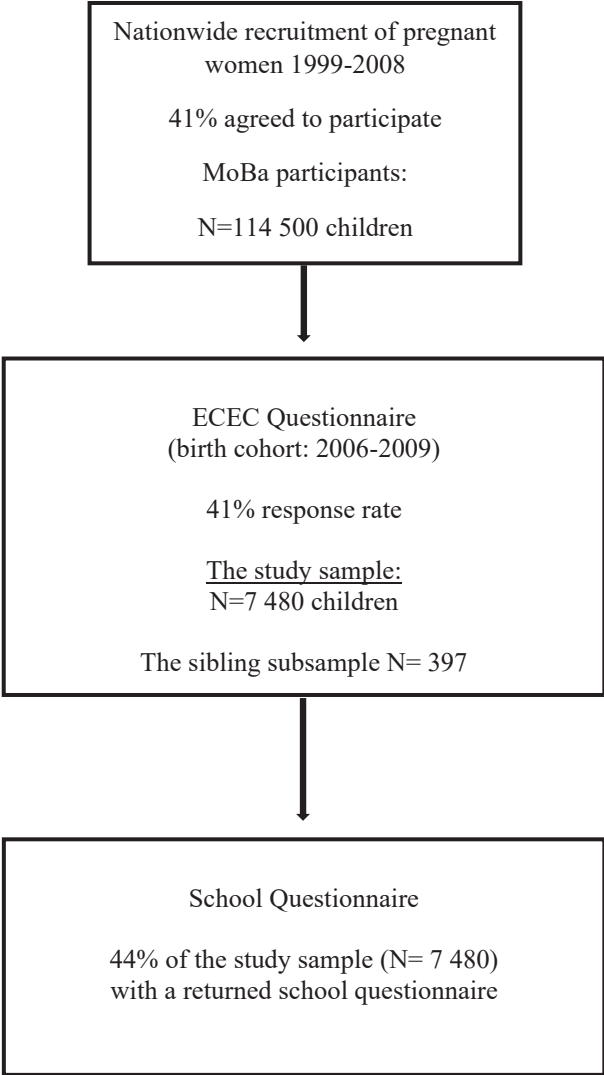 Nationwide recruitment of pregnant
women 1999-2008
41% agreed to participate
MoBa participants:
N=114 500 children
ECEC Questionnaire
(birth cohort: 2006-2009)
41% response rate
The study sample:
N=7 480 children
The sibling subsample N= 397
School Questionnaire
44% of the study sample (N= 7 480)
with a returned school questionnaire